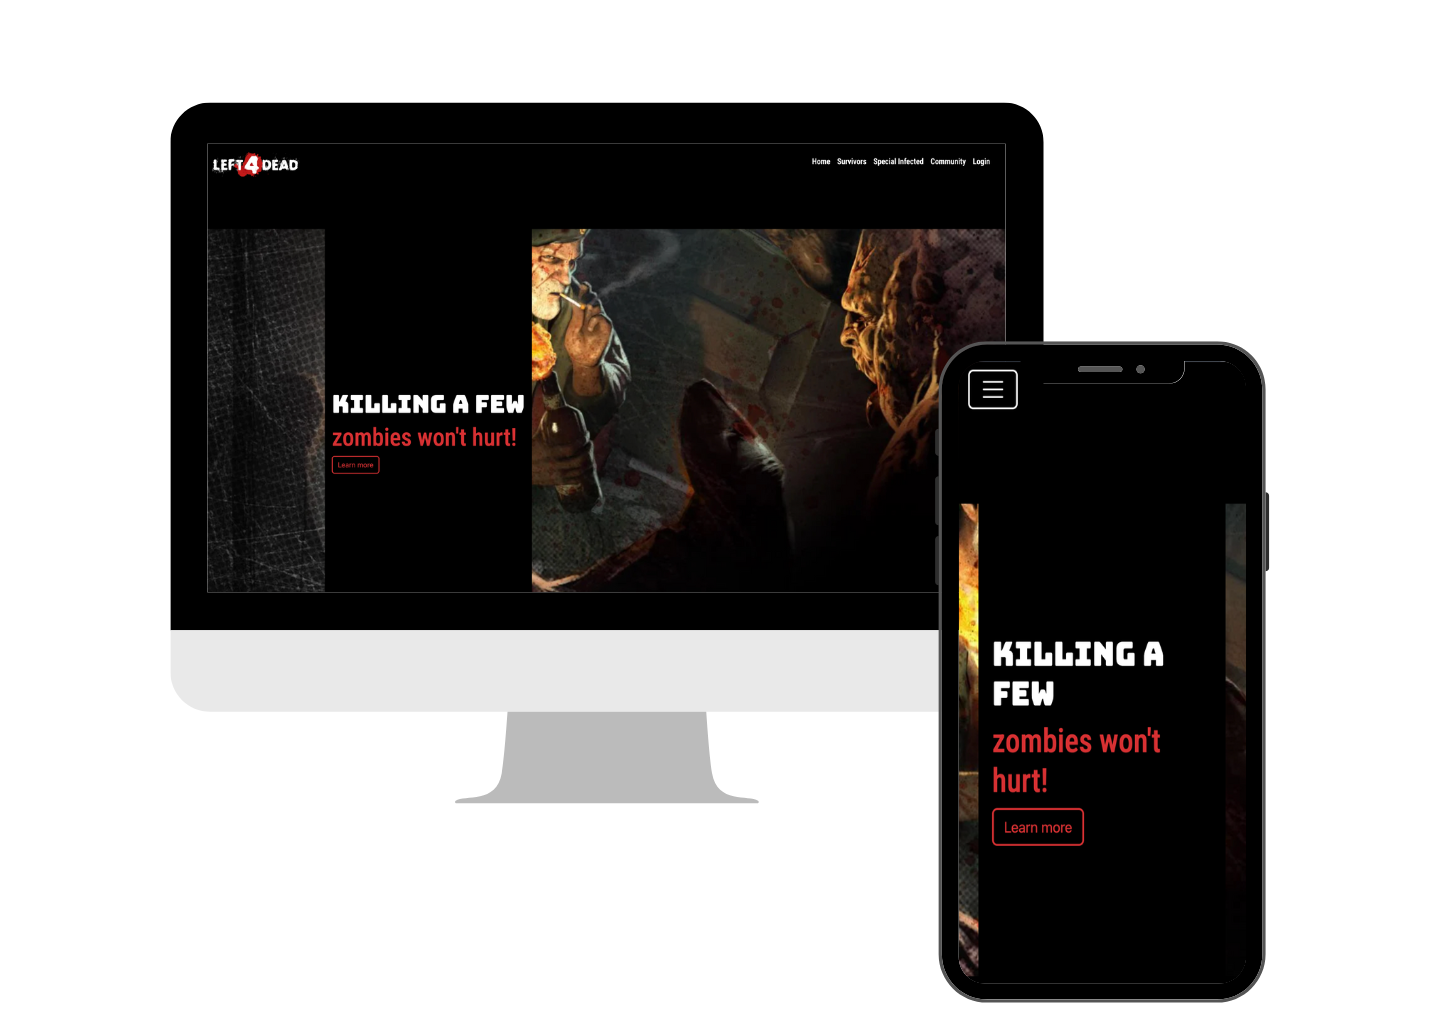 LEFT 4 DEAD
Home Survivors Special Infected Community Login
KILLING A FEW
zombies won't hurt!
Learn more
KILLING A
FEW
zombies won't
hurt!
Learn more